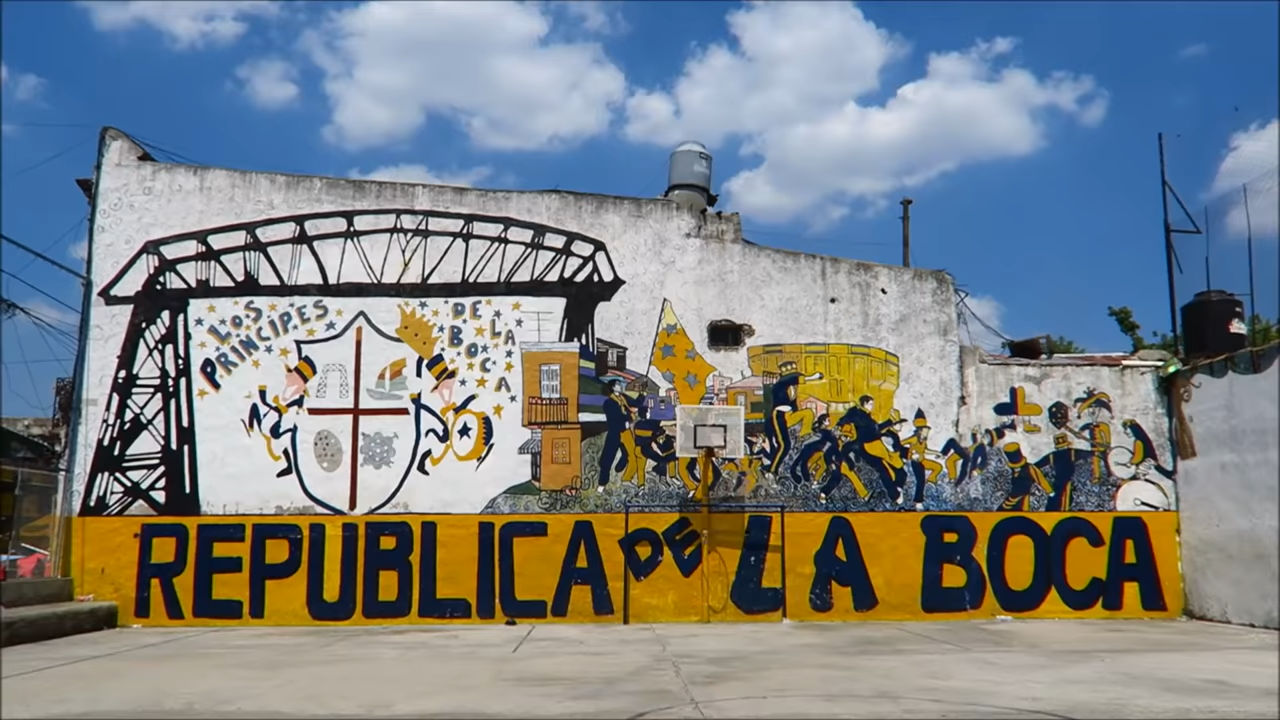 LOS
PRINCIPES
DE
LA
BOCA
REPUBLICA DE LA BOCA